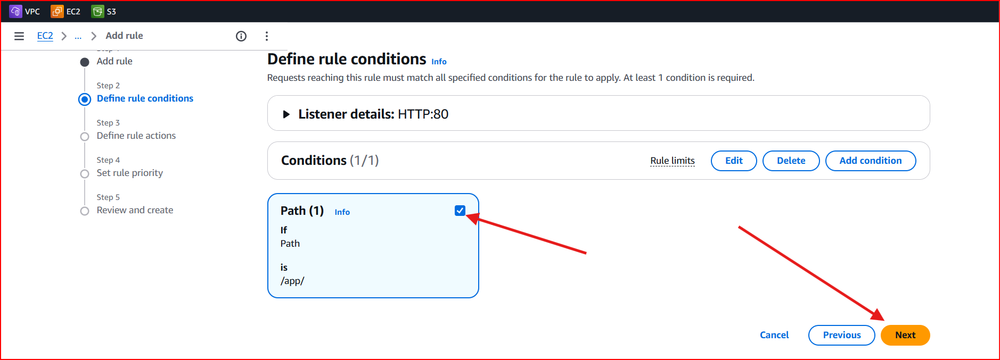 VPC EC2 S3
EC2 > ... > Add rule
Add rule
Step 2
Define rule conditions
Step 3
Define rule actions
Step 4
Set rule priority
Step 5
Review and create
Define rule conditions Info
Requests reaching this rule must match all specified conditions for the rule to apply. At least 1 condition is required.
Listener details: HTTP:80
Conditions (1/1) Rule limits Edit Delete Add condition
Path (1) Info
If
Path
is
/app/
Cancel Previous Next